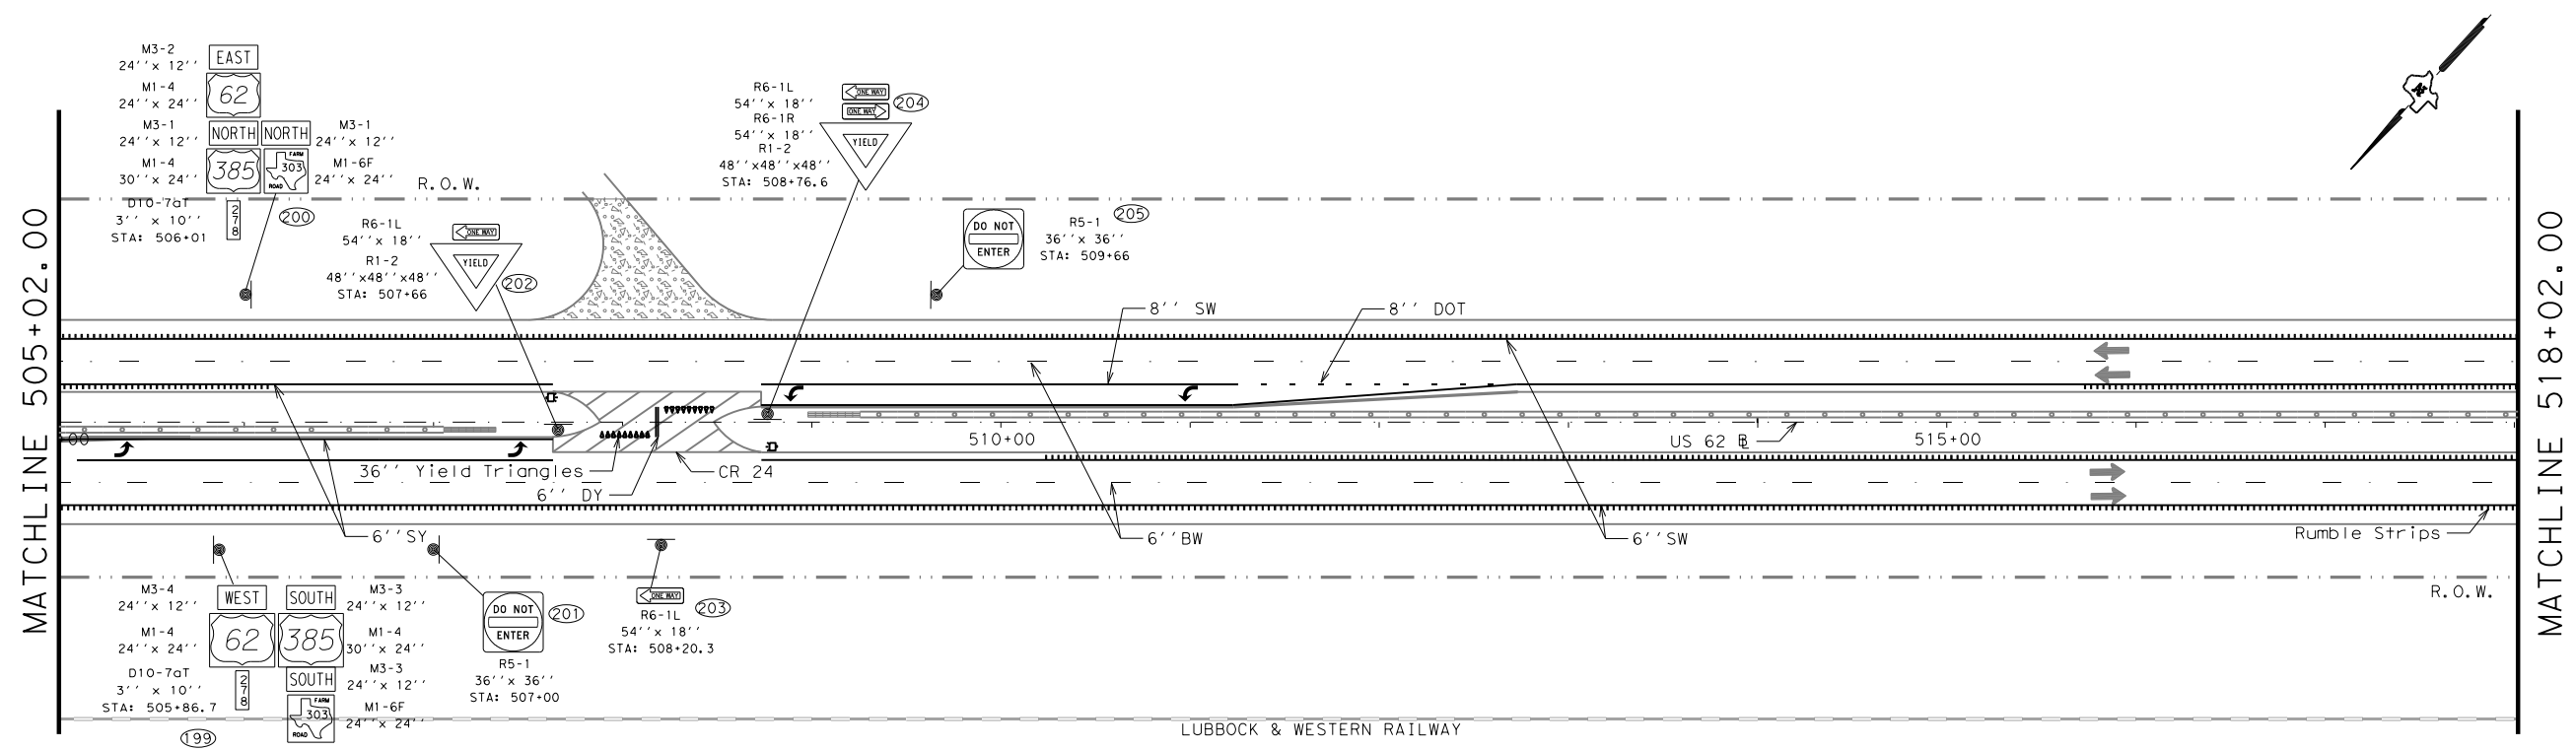 M3-2
24''x 12''
EAST
M1-4
24''x 24''
62
M3-1
24''x 12''
NORTH
NORTH
M3-1
24''x 12''
M1-4
30''x 24''
385
FARM
303
ROAD
M1-6F
24''x 24''
D10-7aT
3'' x 10''
STA: 506+01
278
200
R.O.W.
R6-1L
54''x 18''
R1-2
48''x48''x48''
STA: 507+66
ONE WAY
YIELD
202
R6-1L
54''x 18''
R6-1R
54''x 18''
R1-2
48''x48''x48''
STA: 508+76.6
ONE WAY
ONE WAY
204
YIELD
DO NOT
ENTER
R5-1
36''x 36''
STA: 509+66
205
8'' SW
8'' DOT
MATCHLINE 505+02.00
MATCHLINE 518+02.00
00
510+00
US 62 ⅊
515+00
36'' Yield Triangles
CR 24
6'' DY
6''SY
6''BW
6''SW
Rumble Strips
R.O.W.
M3-4
24''x 12''
WEST
SOUTH
M3-3
24''x 12''
M1-4
24''x 24''
62
385
M1-4
30''x 24''
D10-7aT
3'' x 10''
STA: 505+86.7
278
SOUTH
M3-3
24''x 12''
FARM
303
ROAD
M1-6F
24''x 24''
199
DO NOT
ENTER
201
R5-1
36''x 36''
STA: 507+00
ONE WAY
203
R6-1L
54''x 18''
STA: 508+20.3
LUBBOCK & WESTERN RAILWAY